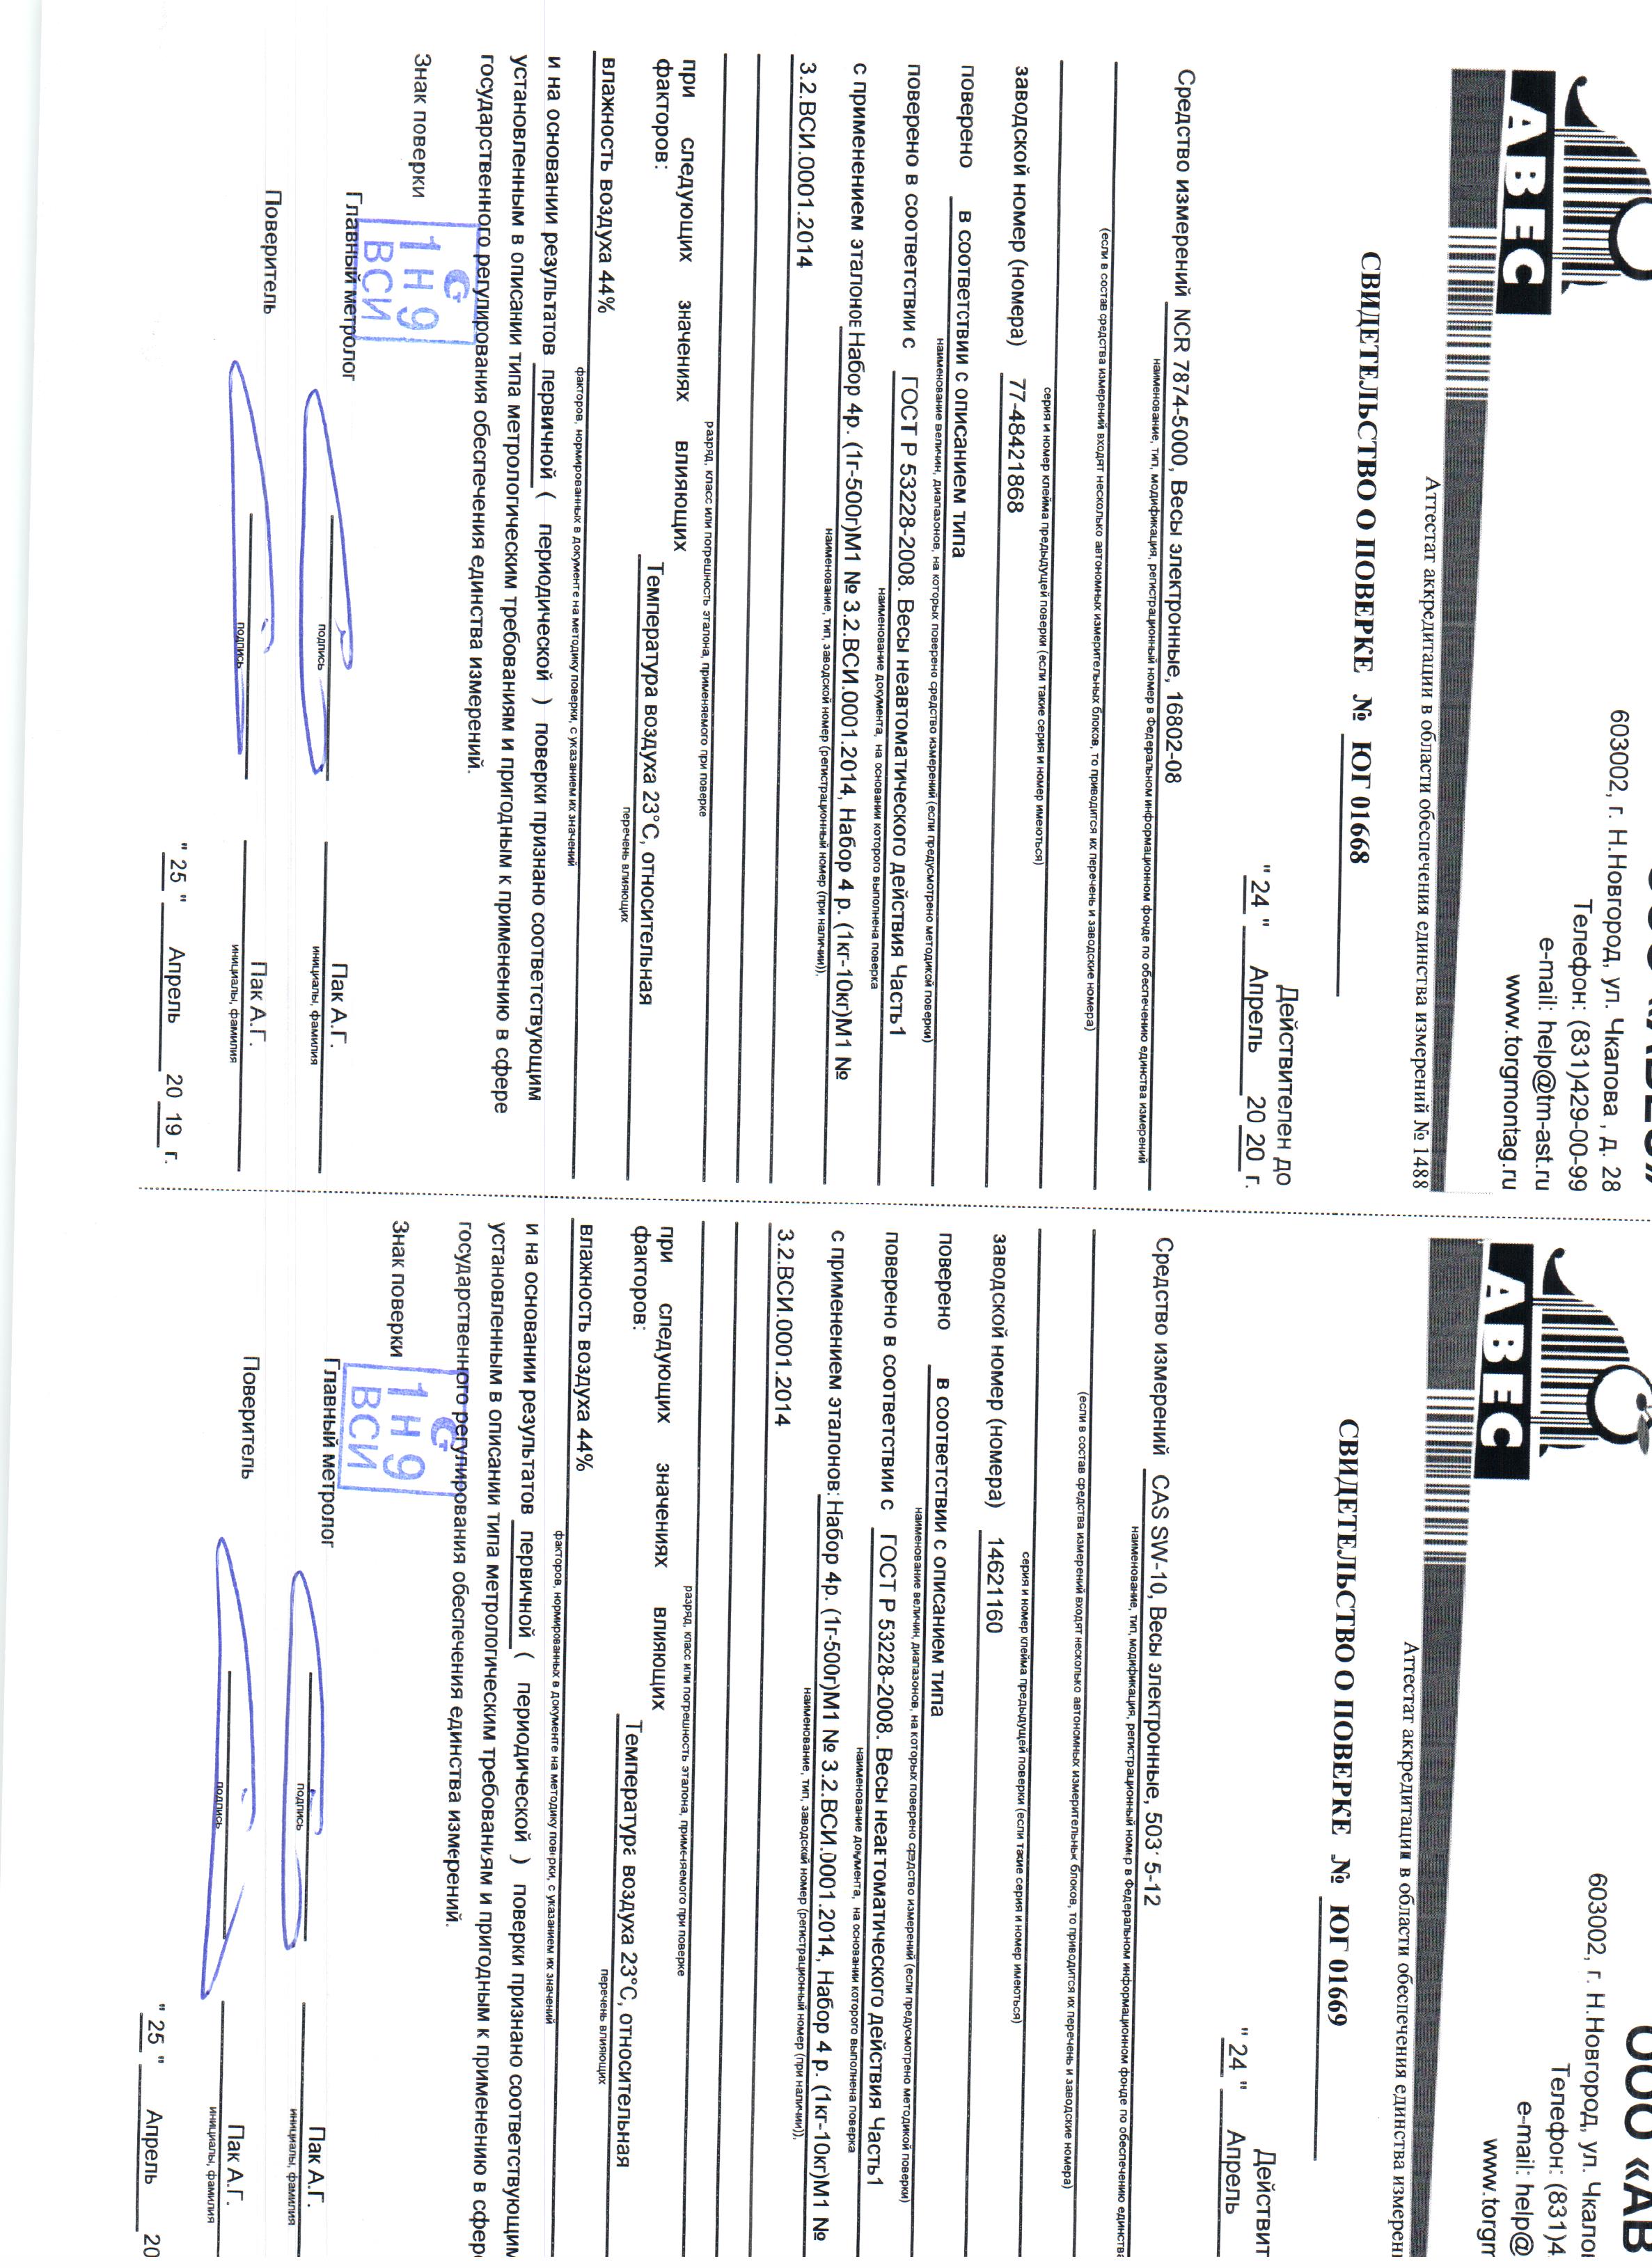 ООО «АВЕС»
603002, г. Н.Новгород, ул. Чкалова , д. 28
Телефон: (831)429-00-99
e-mail: help@tm-ast.ru
www.torgmontag.ru
АВЕС
Аттестат аккредитации в области обеспечения единства измерений № 1488
СВИДЕТЕЛЬСТВО О ПОВЕРКЕ № ЮГ 01668
Действителен до
" 24 " Апрель 20 20 г.
Средство измерений NCR 7874-5000, Весы электронные, 16802-08
наименование, тип, модификация, регистрационный номер в Федеральном информационном фонде по обеспечению единства измерений
(если в состав средства измерений входят несколько автономных измерительных блоков, то приводится их перечень и заводские номера)
серия и номер клейма предыдущей поверки (если такие серия и номер имеються)
заводской номер (номера) 77-48421868
поверено в соответствии с описанием типа
наименование величин, диапазонов, на которых поверено средство измерений (если предусмотрено методикой поверки)
поверено в соответствии с ГОСТ Р 53228-2008. Весы неавтоматического действия Часть1
наименование документа, на основании которого выполнена поверка
с применением эталонов Набор 4р. (1г-500г)М1 № 3.2.ВСИ.0001.2014, Набор 4 р. (1кг-10кг)М1 №
наименование, тип, заводской номер (регистрационный номер (при наличии)),
3.2.ВСИ.0001.2014
разряд, класс или погрешность эталона, применяемого при поверке
при следующих значениях влияющих
факторов:
Температура воздуха 23°С, относительная
перечень влияющих
влажность воздуха 44%
факторов, нормированных в документе на методику поверки, с указанием их значений
и на основании результатов первичной ( периодической ) поверки признано соответствующим
установленным в описании типа метрологическим требованиям и пригодным к применению в сфере
государственного регулирования обеспечения единства измерений.
Знак поверки
1 Н 9
ВСИ
Главный метролог Пак А.Г.
подпись инициалы, фамилия
Поверитель Пак А.Г.
подпись инициалы, фамилия
" 25 " Апрель 20 19 г.
ООО «АВ
603002, г. Н.Новгород, ул. Чкало
Телефон: (831)4
e-mail: help@
www.torgm
АВЕС
Аттестат аккредитации в области обеспечения единства измерен
СВИДЕТЕЛЬСТВО О ПОВЕРКЕ № ЮГ 01669
Действит
" 24 " Апрель
Средство измерений CAS SW-10, Весы электронные, 503 5-12
наименование, тип, модификация, регистрационный номер в Федеральном информационном фонде по обеспечению единства
(если в состав средства измерений входят несколько автономных измерительных блоков, то приводится их перечень и заводские номера)
серия и номер клейма предыдущей поверки (если такие серия и номер имеються)
заводской номер (номера) 14621160
поверено в соответствии с описанием типа
наименование величин, диапазонов, на которых поверено средство измерений (если предусмотрено методикой поверки)
поверено в соответствии с ГОСТ Р 53228-2008. Весы неавтоматического действия Часть1
наименование документа, на основании которого выполнена поверка
с применением эталонов: Набор 4р. (1г-500г)М1 № 3.2.ВСИ.0001.2014, Набор 4 р. (1кг-10кг)М1 №
наименование, тип, заводской номер (регистрационный номер (при наличии)),
3.2.ВСИ.0001.2014
разряд, класс или погрешность эталона, применяемого при поверке
при следующих значениях влияющих
факторов:
Температура воздуха 23°С, относительная
перечень влияющих
влажность воздуха 44%
факторов, нормированных в документе на методику поверки, с указанием их значений
и на основании результатов первичной ( периодической ) поверки признано соответствующим
установленным в описании типа метрологическим требованиям и пригодным к применению в сфере
государственного регулирования обеспечения единства измерений.
Знак поверки
1 Н 9
ВСИ
Главный метролог Пак А.Г.
подпись инициалы, фамилия
Поверитель Пак А.Г.
подпись инициалы, фамилия
" 25 " Апрель 20